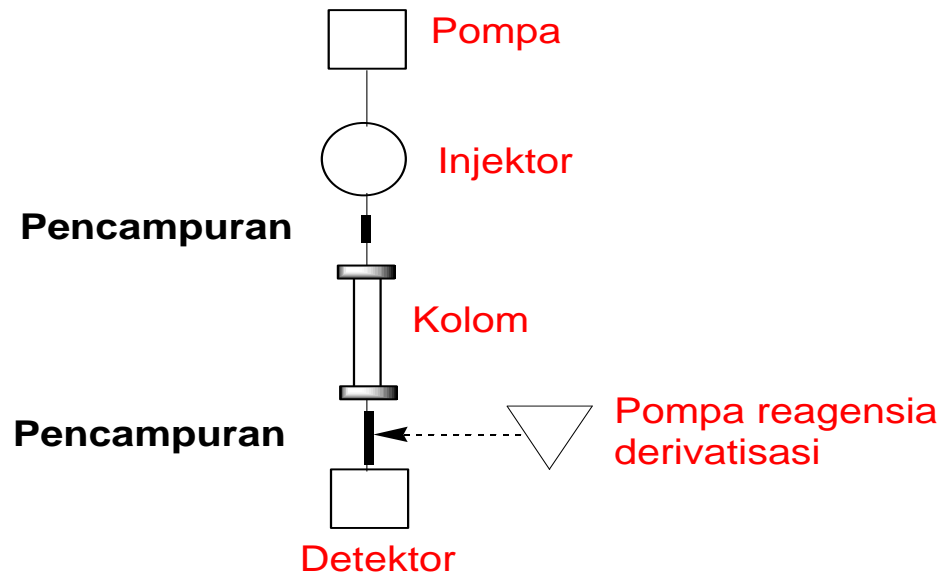 Pompa
Injektor
Pencampuran
Kolom
Pencampuran
Pompa reagensia
derivatisasi
Detektor